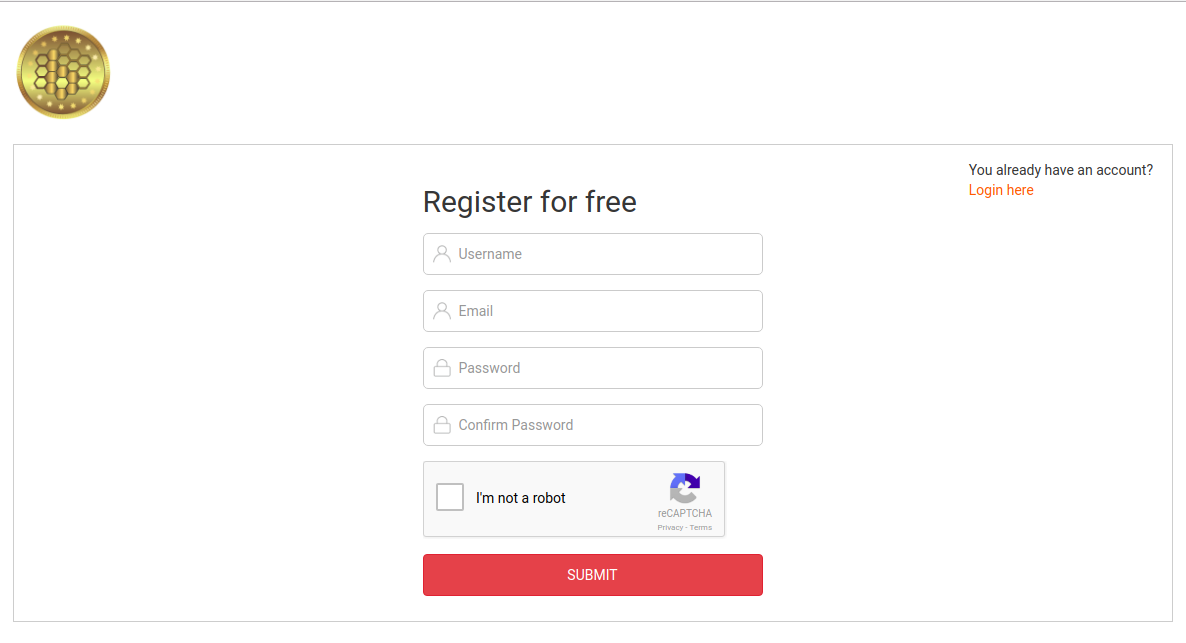 You already have an account?
Login here
Register for free
Username
Email
Password
Confirm Password
I'm not a robot
reCAPTCHA
Privacy - Terms
SUBMIT